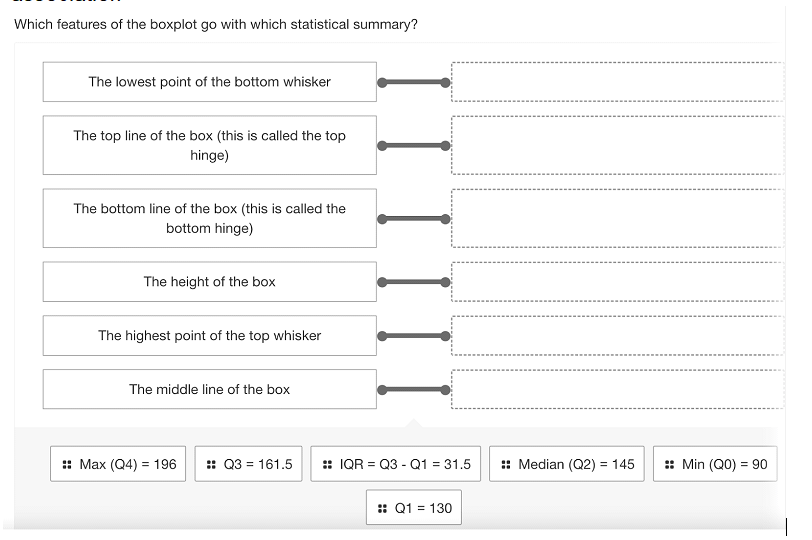 Which features of the boxplot go with which statistical summary?
The lowest point of the bottom whisker
The top line of the box (this is called the top
hinge)
The bottom line of the box (this is called the
bottom hinge)
The height of the box
The highest point of the top whisker
The middle line of the box
Max (Q4) = 196
Q3 = 161.5
IQR = Q3 - Q1 = 31.5
Median (Q2) = 145
Min (Q0) = 90
Q1 = 130